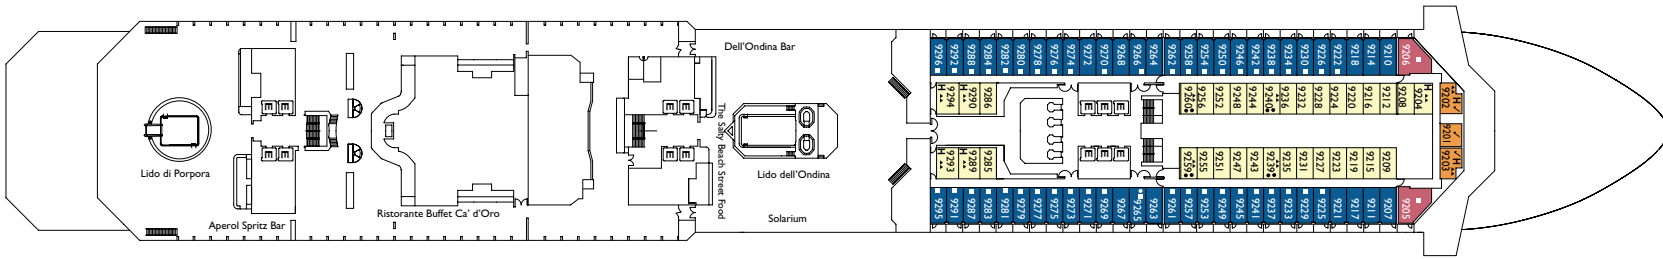 Dell'Ondina Bar
Lido di Porpora
Aperol Spritz Bar
Ristorante Buffet Ca' d'Oro
The Salty Beach Street Food
Lido dell'Ondina
Solarium
E E
E E
E E
E E
E E E
E E E
9296 9292 9288 9284 9282 9280 9278 9276 9274 9272 9270 9268 9266 9264 9262 9258 9254 9250 9246 9242 9238 9234 9230 9226 9222 9218 9214 9210 9206
H 9294 H 9290 9286
9260 9256 9252 9248 9244 9240 9236 9232 9228 9224 9220 9216 9212 9208 H 9204
H 9202
9201
H 9203
H 9293 H 9289 9285
9259 9255 9251 9247 9243 9239 9235 9231 9227 9223 9219 9215 9209
9295 9291 9287 9283 9281 9279 9277 9275 9273 9271 9269 9267 9265 9263 9261 9257 9253 9249 9245 9241 9237 9233 9229 9225 9221 9217 9211 9207 9205